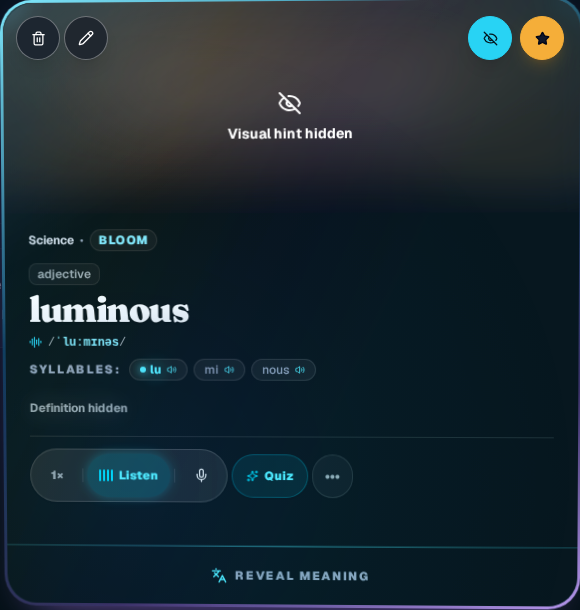 Visual hint hidden
Science • BLOOM
adjective
luminous
/ˈluːmɪnəs/
SYLLABLES: lu mi nous
Definition hidden
1× Listen Quiz •••
REVEAL MEANING